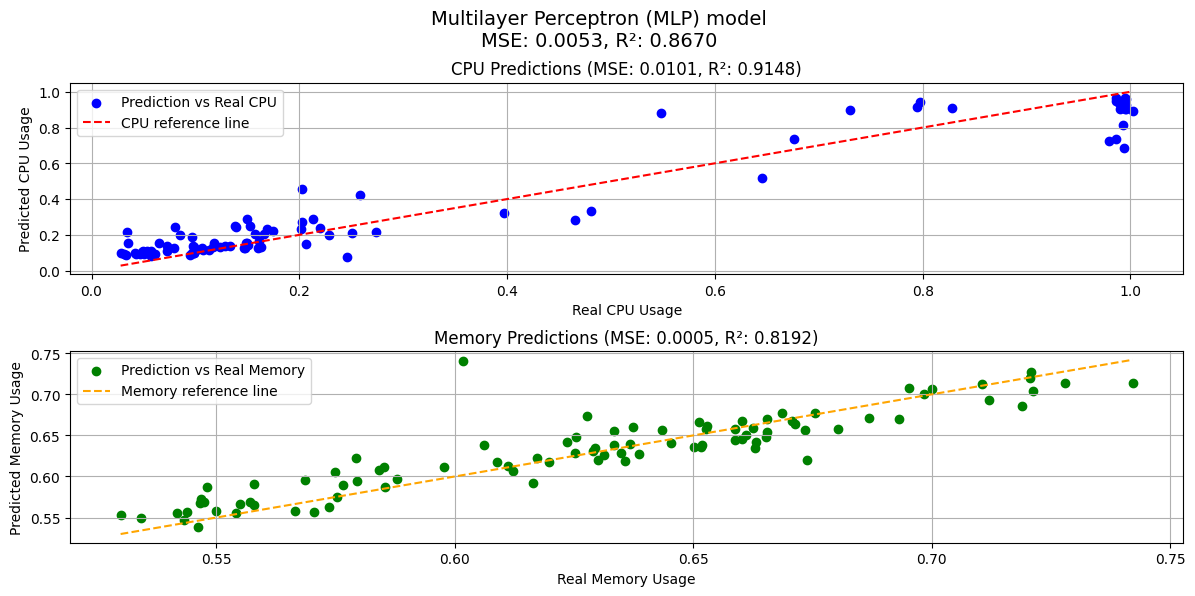 Multilayer Perceptron (MLP) model
MSE: 0.0053, R²: 0.8670
CPU Predictions (MSE: 0.0101, R²: 0.9148)
Prediction vs Real CPU
CPU reference line
Predicted CPU Usage
1.0
0.8
0.6
0.4
0.2
0.0
0.0 0.2 0.4 0.6 0.8 1.0
Real CPU Usage
Memory Predictions (MSE: 0.0005, R²: 0.8192)
Prediction vs Real Memory
Memory reference line
Predicted Memory Usage
0.75
0.70
0.65
0.60
0.55
0.55 0.60 0.65 0.70 0.75
Real Memory Usage